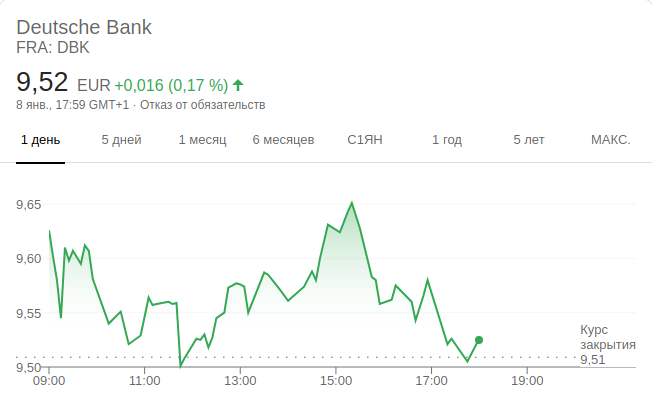 Deutsche Bank
FRA: DBK
9,52 EUR +0,016 (0,17 %)
8 янв., 17:59 GMT+1 · Отказ от обязательств
1 день 5 дней 1 месяц 6 месяцев С1ЯН 1 год 5 лет МАКС.
9,65
9,60
9,55
9,50
Курс
закрытия
9,51
09:00 11:00 13:00 15:00 17:00 19:00